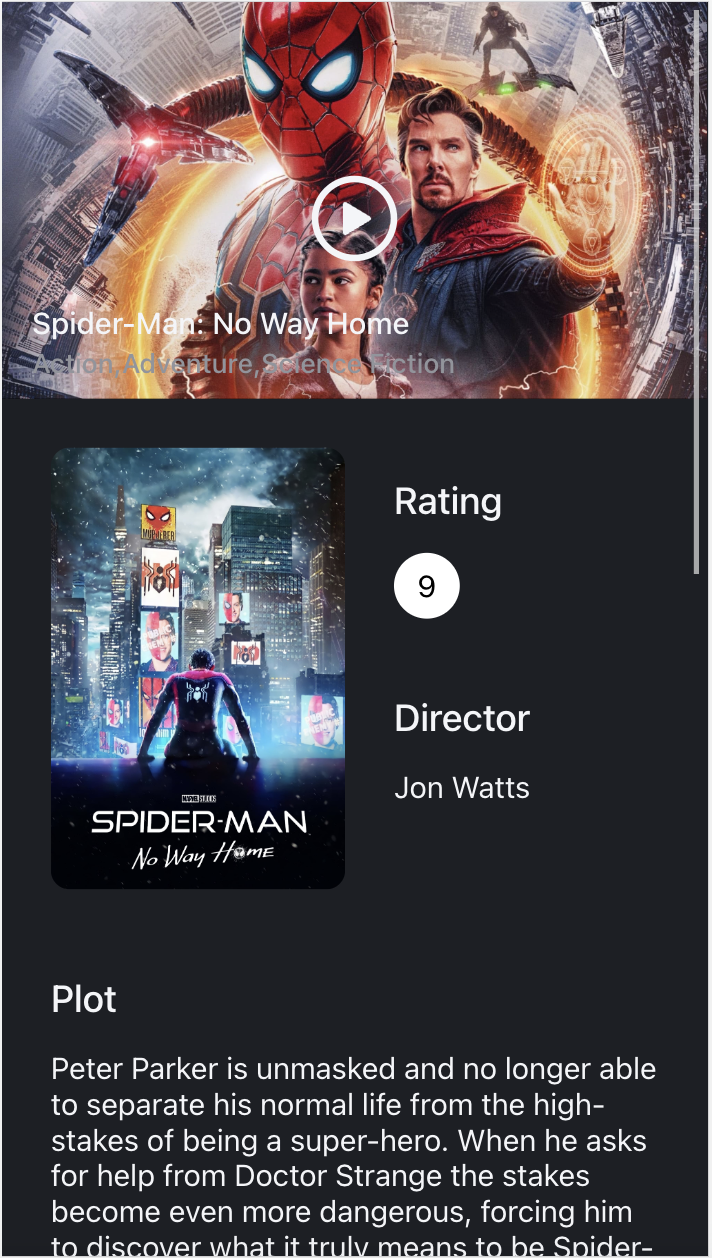 Spider-Man: No Way Home
Action,Adventure,Science Fiction
Rating
9
Director
Jon Watts
MARVEL STUDIOS
SPIDER-MAN
No Way Home
Plot
Peter Parker is unmasked and no longer able
to separate his normal life from the high-
stakes of being a super-hero. When he asks
for help from Doctor Strange the stakes
become even more dangerous, forcing him
to discover what it truly means to be Spider-